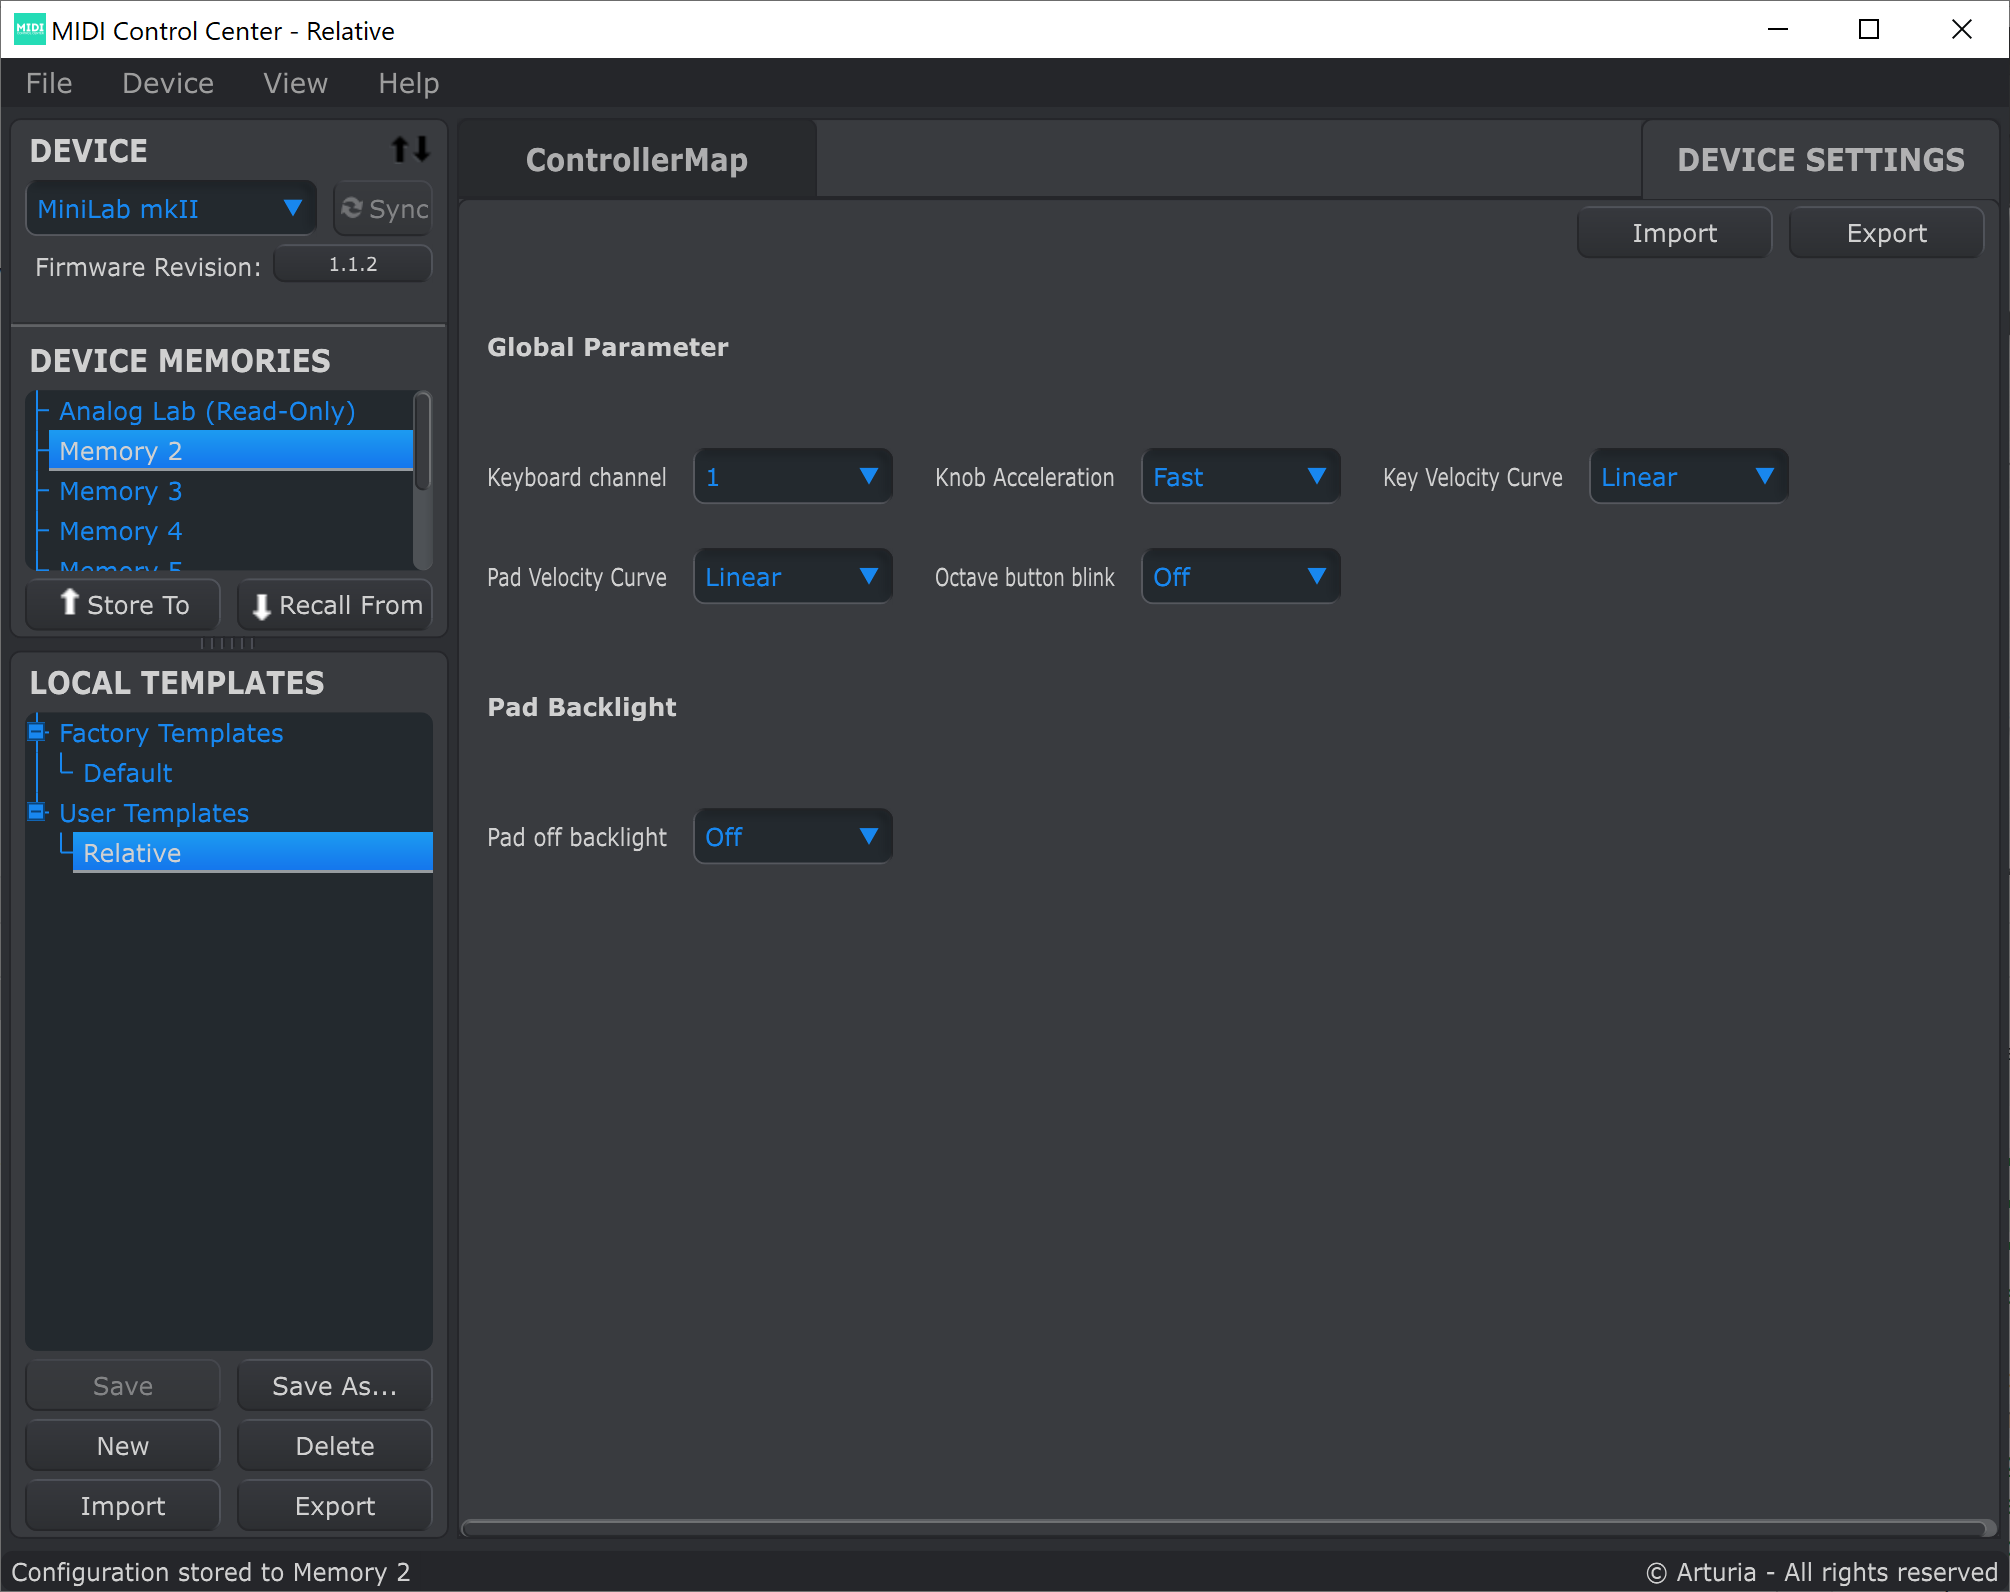 MIDI Control Center - Relative
File Device View Help
DEVICE
MiniLab mkII
Sync
Firmware Revision: 1.1.2
DEVICE MEMORIES
Analog Lab (Read-Only)
Memory 2
Memory 3
Memory 4
Memory 5
Store To
Recall From
LOCAL TEMPLATES
Factory Templates
Default
User Templates
Relative
Save
Save As...
New
Delete
Import
Export
ControllerMap
DEVICE SETTINGS
Import
Export
Global Parameter
Keyboard channel 1
Knob Acceleration Fast
Key Velocity Curve Linear
Pad Velocity Curve Linear
Octave button blink Off
Pad Backlight
Pad off backlight Off
Configuration stored to Memory 2
© Arturia - All rights reserved